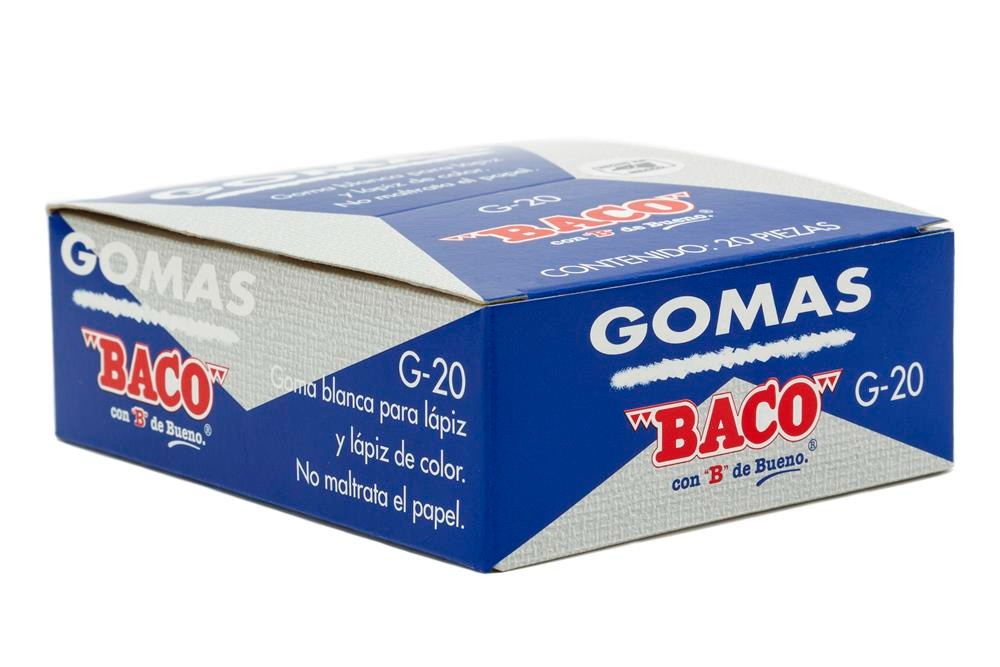 GOMAS
Goma blanca para lápiz
y lápiz de color.
No maltrata el papel.
G-20
"BACO"
con "B" de Bueno.®
CONTENIDO: 20 PIEZAS
GOMAS
"BACO"
con "B" de Bueno.®
G-20
Goma blanca para lápiz
y lápiz de color.
No maltrata el papel.
GOMAS
"BACO"
con "B" de Bueno.®
G-20